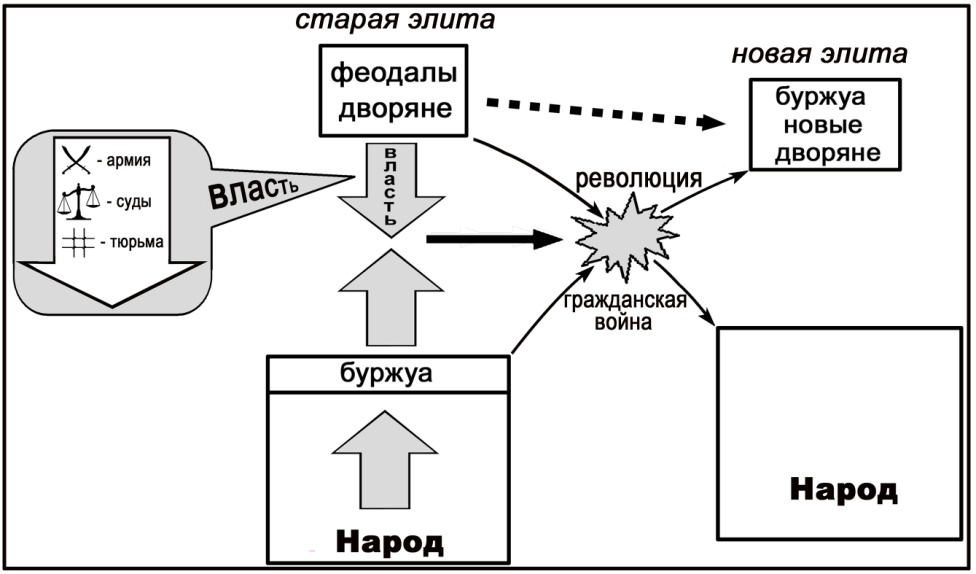 старая элита
феодалы
дворяне
новая элита
буржуа
новые
дворяне
- армия
- суды
- тюрьма
власть
власть
революция
гражданская
война
буржуа
Народ
Народ